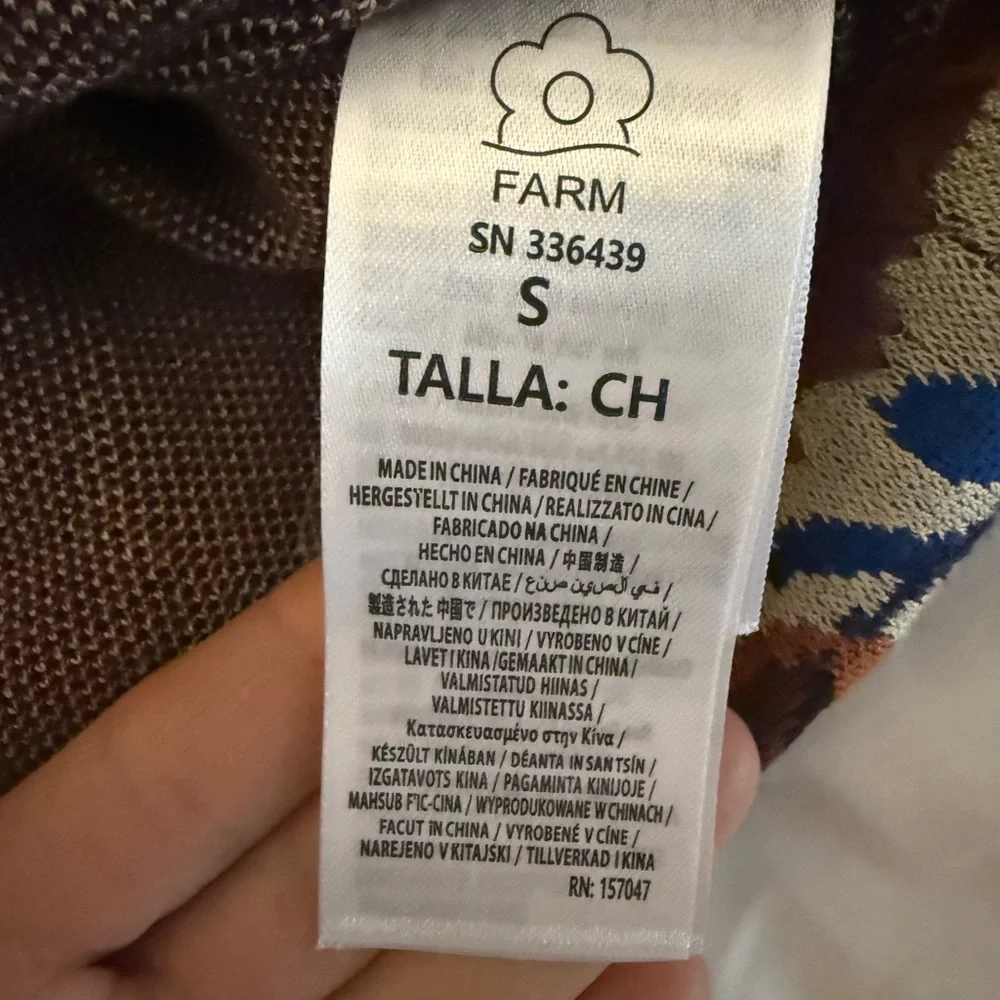 FARM
SN 336439
S
TALLA: CH
MADE IN CHINA / FABRIQUÉ EN CHINE /
HERGESTELLT IN CHINA / REALIZZATO IN CINA /
FABRICADO NA CHINA /
HECHO EN CHINA / 中国制造 /
СДЕЛАНО В КИТАЕ / صنع في الصين /
製造された 中国で / ПРОИЗВЕДЕНО В КИТАЙ /
NAPRAVLJENO U KINI / VYROBENO V CÍNE /
LAVET I KINA /GEMAAKT IN CHINA /
VALMISTATUD HIINAS /
VALMISTETTU KIINASSA /
Κατασκευασμένο στην Κίνα /
KÉSZÜLT KÍNÁBAN / DÉANTA IN SAN TSÍN /
IZGATAVOTS KINA / PAGAMINTA KINIJOJE /
MAHSUB F'IC-CINA / WYPRODUKOWANE W CHINACH /
FACUT IN CHINA / VYROBENÉ V CÍNE /
NAREJENO V KITAJSKI / TILLVERKAD I KINA
RN: 157047